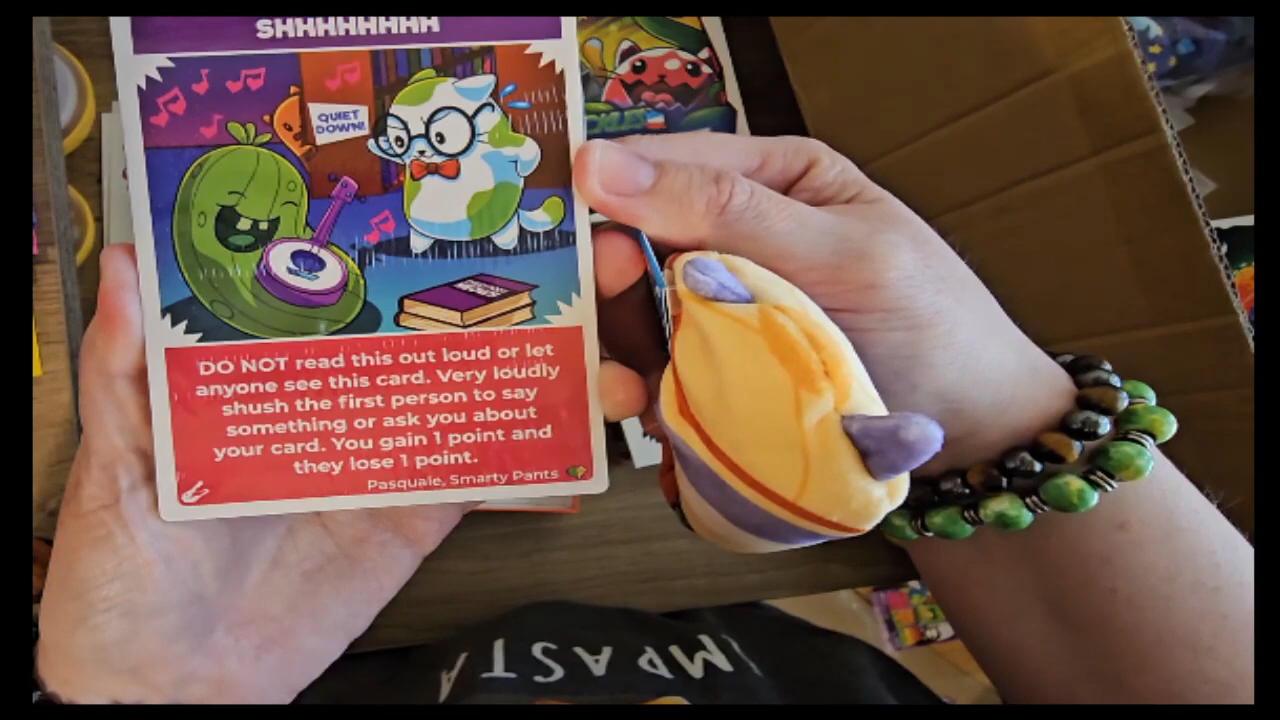 SHHHHHHHH
QUIET
DOWN!
DO NOT read this out loud or let
anyone see this card. Very loudly
shush the first person to say
something or ask you about
your card. You gain 1 point and
they lose 1 point.
Pasquale, Smarty Pants
IMPASTA